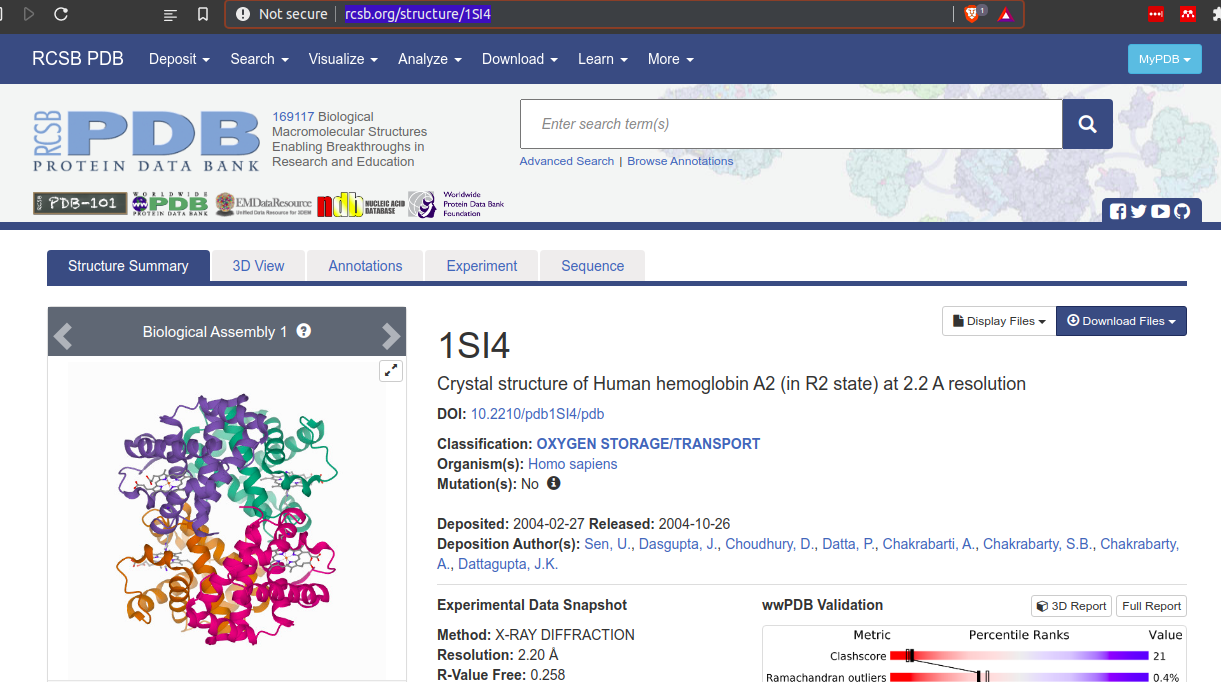 Not secure rcsb.org/structure/1SI4 1
RCSB PDB Deposit Search Visualize Analyze Download Learn More MyPDB
RCSB PDB
PROTEIN DATA BANK
169117 Biological
Macromolecular Structures
Enabling Breakthroughs in
Research and Education
Enter search term(s)
Advanced Search | Browse Annotations
PDB-101
WORLDWIDE PDB PROTEIN DATA BANK
EMDataResource
Unified Data Resource for 3DEM
ndb NUCLEIC ACID DATABASE
Worldwide
Protein Data Bank
Foundation
Structure Summary 3D View Annotations Experiment Sequence
Biological Assembly 1 ?
Display Files Download Files
1SI4
Crystal structure of Human hemoglobin A2 (in R2 state) at 2.2 A resolution
DOI: 10.2210/pdb1SI4/pdb
Classification: OXYGEN STORAGE/TRANSPORT
Organism(s): Homo sapiens
Mutation(s): No
Deposited: 2004-02-27 Released: 2004-10-26
Deposition Author(s): Sen, U., Dasgupta, J., Choudhury, D., Datta, P., Chakrabarti, A., Chakrabarty, S.B., Chakrabarty,
A., Dattagupta, J.K.
Experimental Data Snapshot
Method: X-RAY DIFFRACTION
Resolution: 2.20 Å
R-Value Free: 0.258
wwPDB Validation 3D Report Full Report
Metric Percentile Ranks Value
Clashscore 21
Ramachandran outliers 0.4%